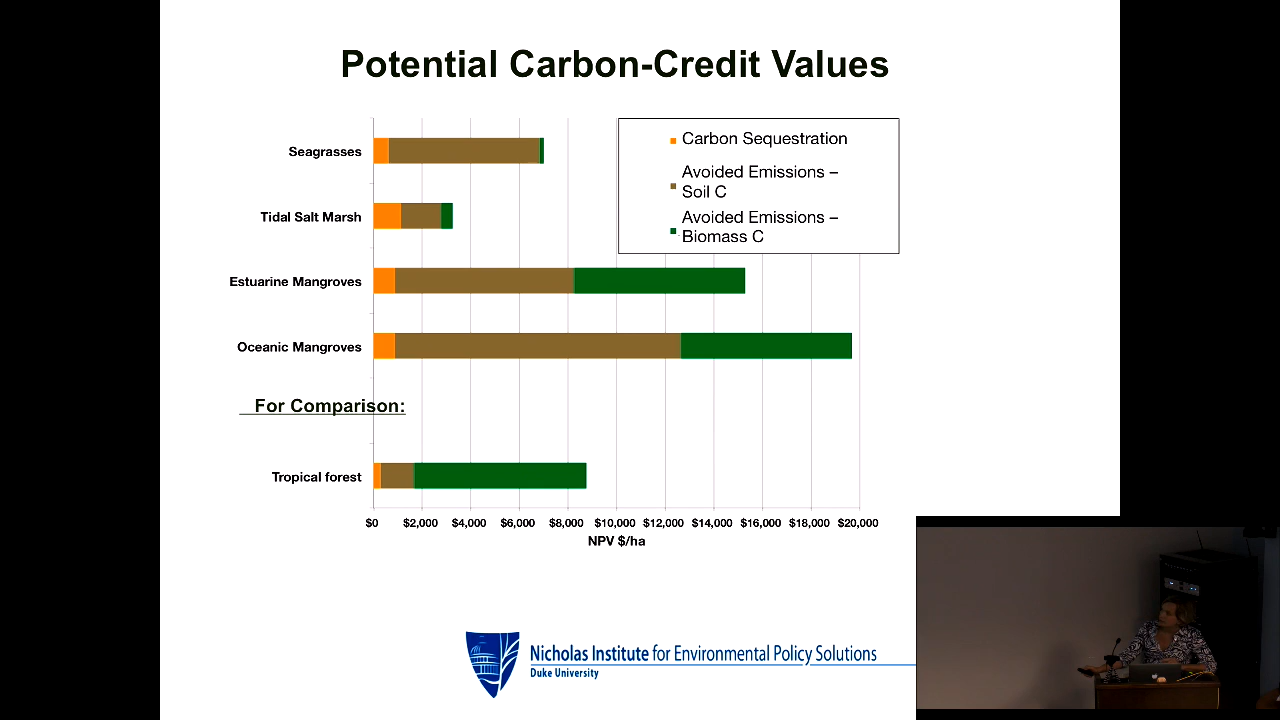 Potential Carbon-Credit Values
Carbon Sequestration
Avoided Emissions –
Soil C
Avoided Emissions –
Biomass C
Seagrasses
Tidal Salt Marsh
Estuarine Mangroves
Oceanic Mangroves
For Comparison:
Tropical forest
$0 $2,000 $4,000 $6,000 $8,000 $10,000 $12,000 $14,000 $16,000 $18,000 $20,000
NPV $/ha
Nicholas Institute for Environmental Policy Solutions
Duke University